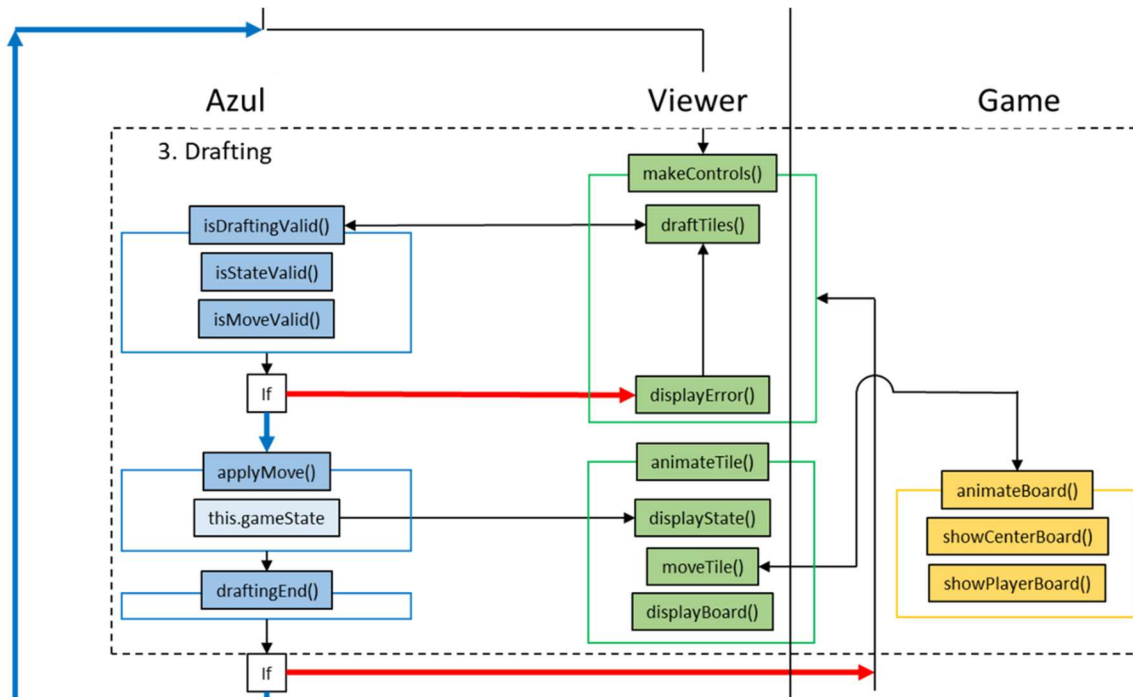 Azul
Viewer
Game
3. Drafting
makeControls()
isDraftingValid()
draftTiles()
isStateValid()
isMoveValid()
If
displayError()
applyMove()
animateTile()
animateBoard()
this.gameState
displayState()
showCenterBoard()
moveTile()
showPlayerBoard()
draftingEnd()
displayBoard()
If